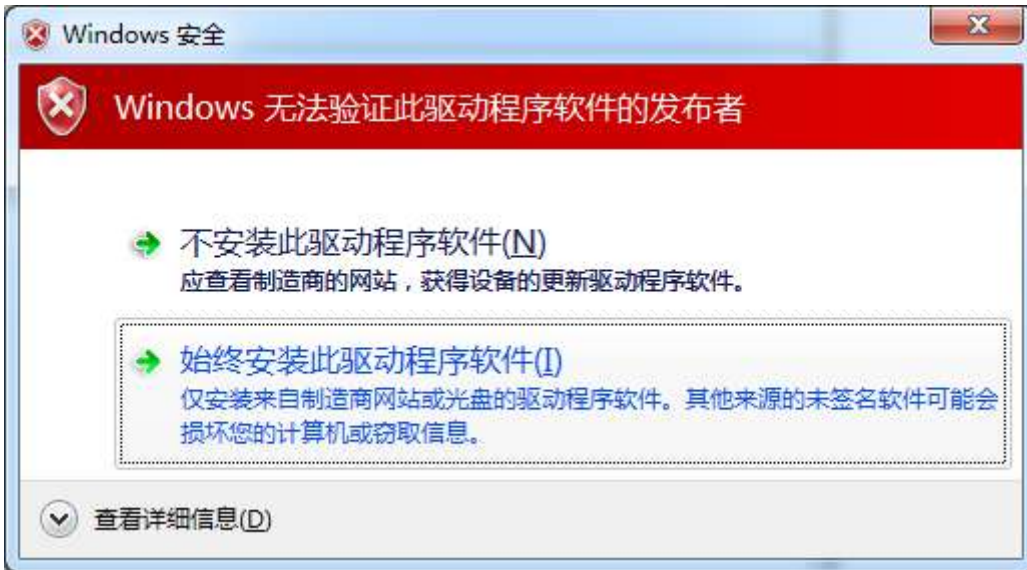 Windows 安全
Windows 无法验证此驱动程序软件的发布者
不安装此驱动程序软件(N)
应查看制造商的网站，获得设备的更新驱动程序软件。
始终安装此驱动程序软件(I)
仅安装来自制造商网站或光盘的驱动程序软件。其他来源的未签名软件可能会
损坏您的计算机或窃取信息。
查看详细信息(D)